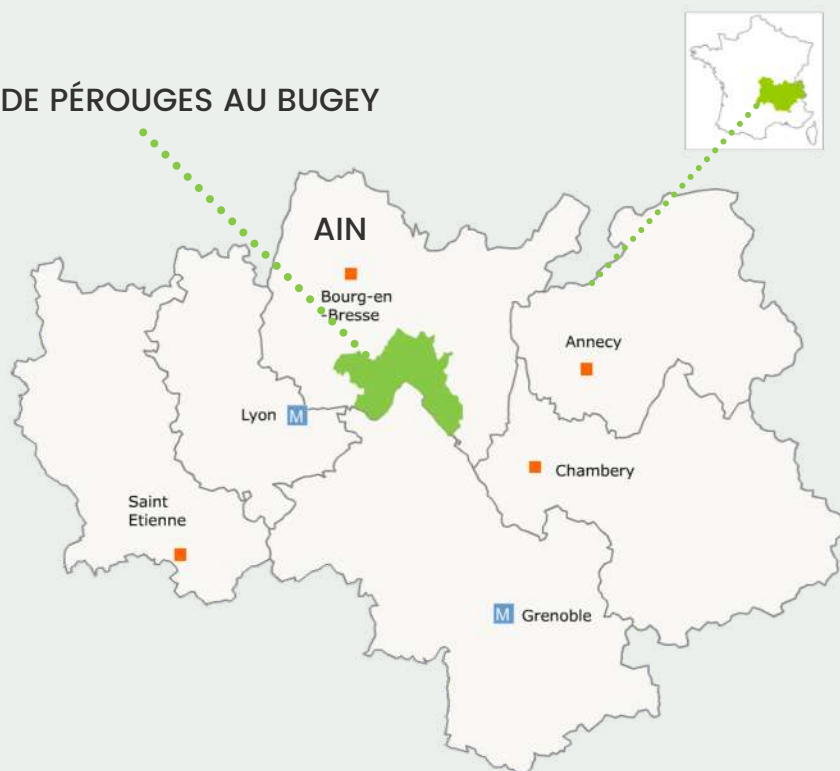 DE PÉROUGES AU BUGEY
AIN
Bourg-en
-Bresse
Annecy
Lyon M
Chambery
Saint
Etienne
M Grenoble